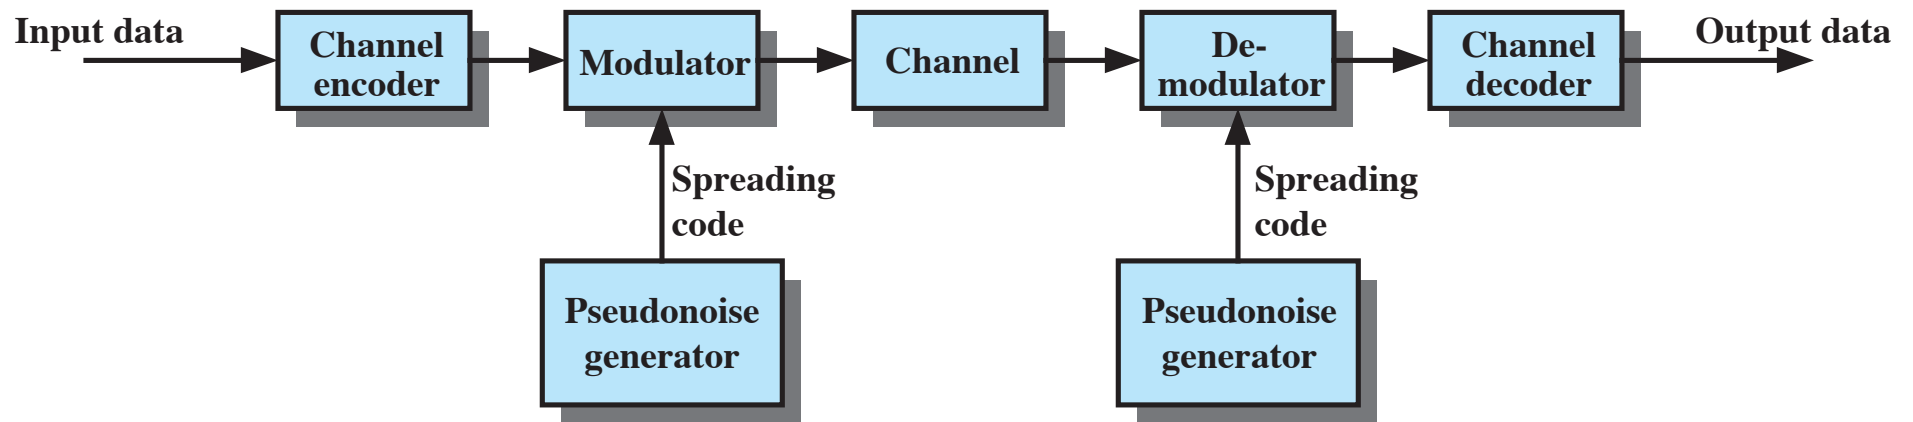 Input data
Channel
encoder
Modulator
Channel
De-
modulator
Channel
decoder
Output data
Spreading
code
Spreading
code
Pseudonoise
generator
Pseudonoise
generator